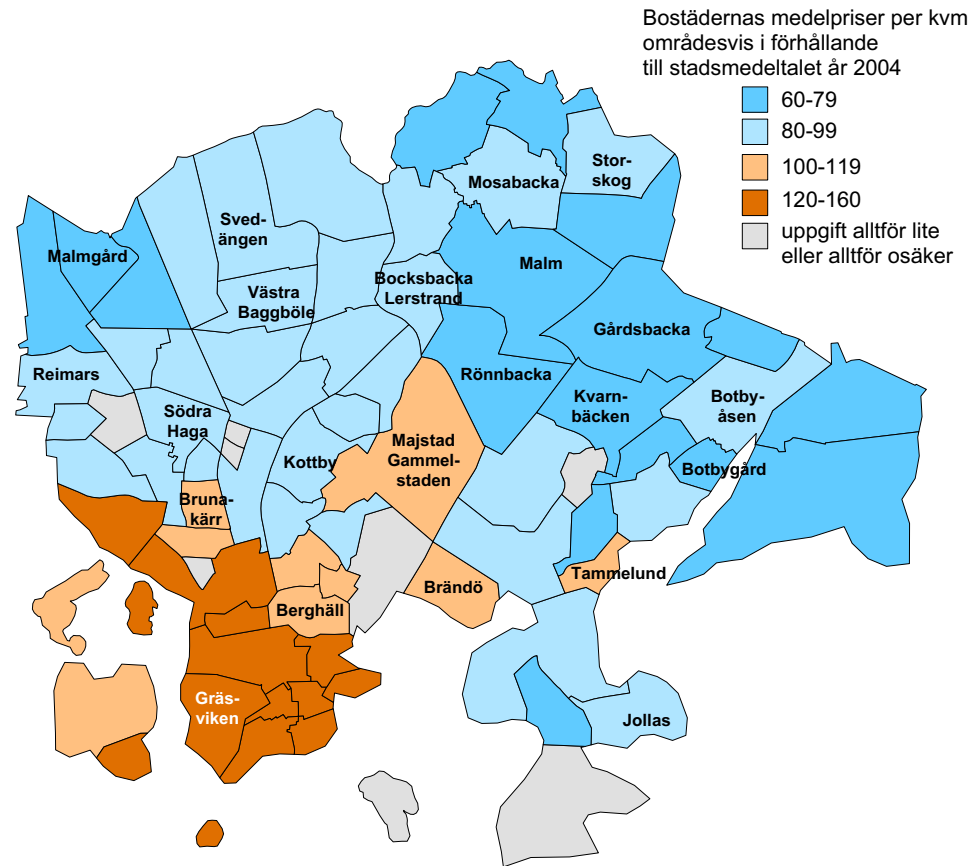 Bostädernas medelpriser per kvm
områdesvis i förhållande
till stadsmedeltalet år 2004
60-79
80-99
100-119
120-160
uppgift alltför lite
eller alltför osäker
Stor-
skog
Mosabacka
Sved-
ängen
Malmgård
Malm
Bocksbacka
Lerstrand
Västra
Baggböle
Gårdsbacka
Reimars
Rönnbacka
Kvarn-
bäcken
Botby-
åsen
Södra
Haga
Majstad
Gammel-
staden
Kottby
Botbygård
Bruna-
kärr
Tammelund
Brändö
Berghäll
Gräs-
viken
Jollas